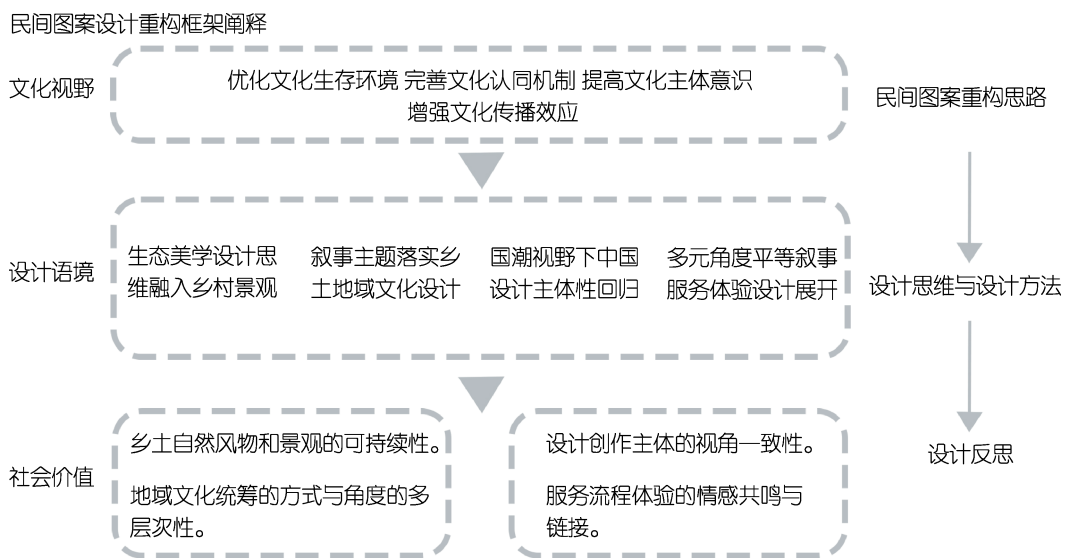 民间图案设计重构框架阐释
文化视野
优化文化生存环境 完善文化认同机制 提高文化主体意识
增强文化传播效应
民间图案重构思路
设计语境
生态美学设计思
维融入乡村景观
叙事主题落实乡
土地域文化设计
国潮视野下中国
设计主体性回归
多元角度平等叙事
服务体验设计展开
设计思维与设计方法
社会价值
乡土自然风物和景观的可持续性。
地域文化统筹的方式与角度的多
层次性。
设计创作主体的视角一致性。
服务流程体验的情感共鸣与
链接。
设计反思